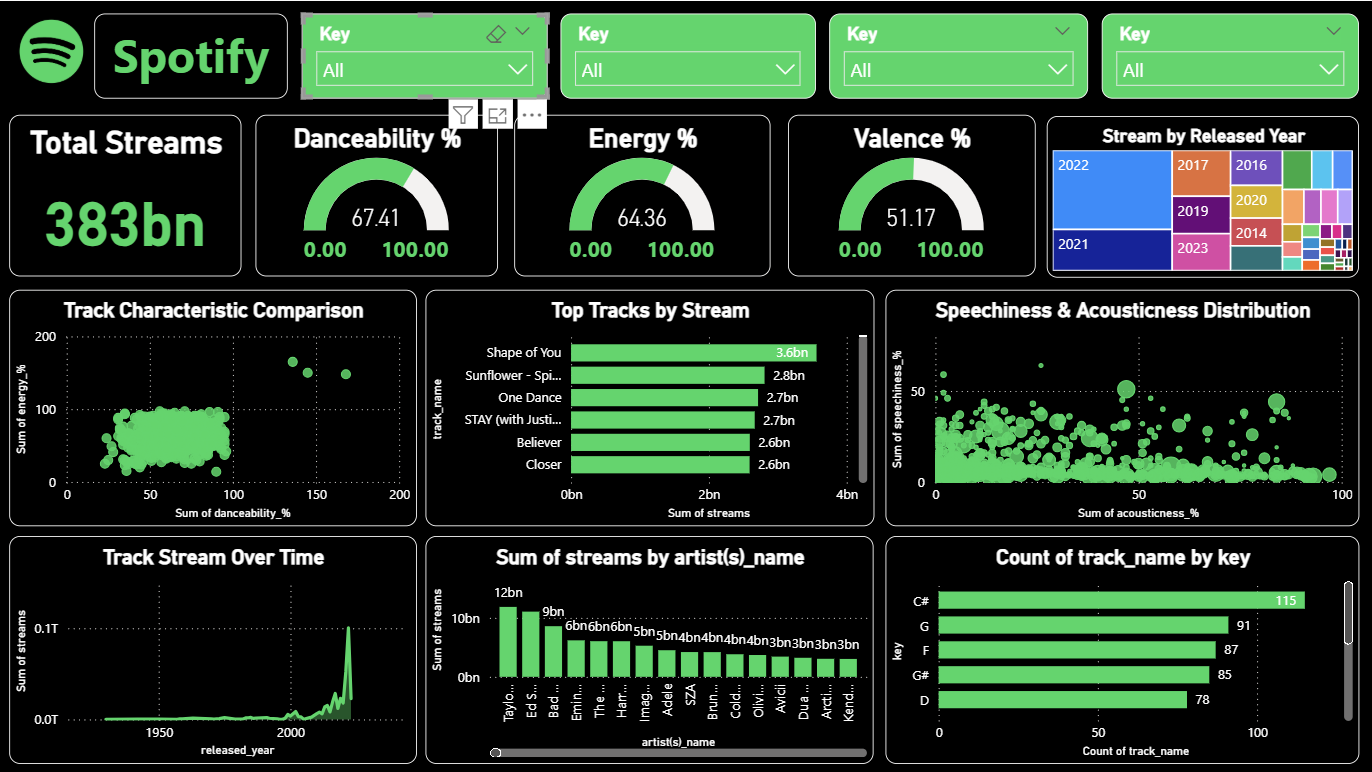 Spotify
Key
All
Key
All
Key
All
Key
All
Total Streams
383bn
Danceability %
67.41
0.00
100.00
Energy %
64.36
0.00
100.00
Valence %
51.17
0.00
100.00
Stream by Released Year
2022
2021
2017
2019
2023
2016
2020
2014
Track Characteristic Comparison
Sum of energy_%
200
100
0
0
50
100
150
200
Sum of danceability_%
Top Tracks by Stream
track_name
Shape of You
3.6bn
Sunflower - Spi...
2.8bn
One Dance
2.7bn
STAY (with Justi...
2.7bn
Believer
2.6bn
Closer
2.6bn
0bn
2bn
4bn
Sum of streams
Speechiness & Acousticness Distribution
Sum of speechiness_%
50
0
0
50
100
Sum of acousticness_%
Track Stream Over Time
Sum of streams
0.1T
0.0T
1950
2000
released_year
Sum of streams by artist(s)_name
Sum of streams
10bn
0bn
12bn
9bn
6bn
6bn
6bn
5bn
5bn
4bn
4bn
4bn
4bn
3bn
3bn
3bn
3bn
Taylo...
Ed S...
Bad ...
Emin...
The ...
Harr...
Imag...
Adele
SZA
Brun...
Cold...
Olivi...
Avicii
Dua ...
Arcti...
Kend...
artist(s)_name
Count of track_name by key
key
C#
115
G
91
F
87
G#
85
D
78
0
50
100
Count of track_name